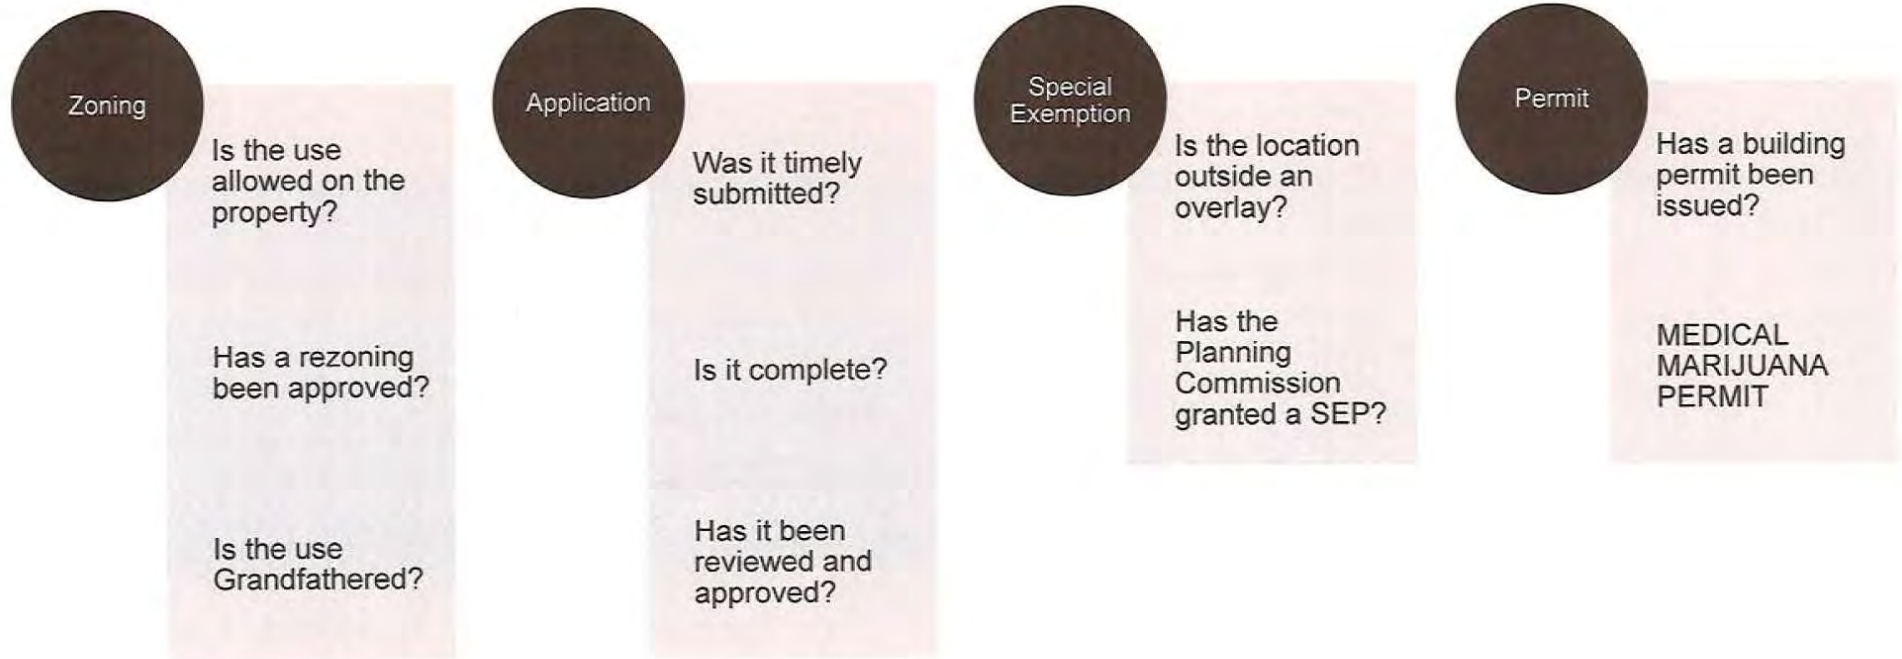 Zoning
Is the use
allowed on the
property?
Has a rezoning
been approved?
Is the use
Grandfathered?
Application
Was it timely
submitted?
Is it complete?
Has it been
reviewed and
approved?
Special
Exemption
Is the location
outside an
overlay?
Has the
Planning
Commission
granted a SEP?
Permit
Has a building
permit been
issued?
MEDICAL
MARIJUANA
PERMIT